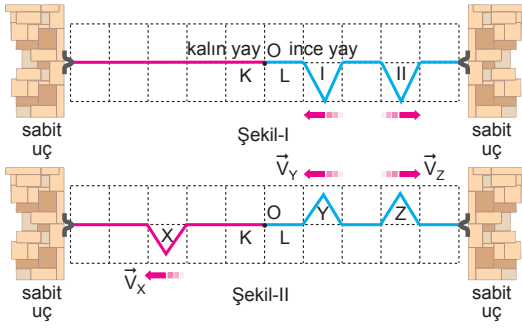 kalın yay O ince yay
K L I II
sabit uç
Şekil-I
sabit uç
V⃗Y V⃗Z
O
X K L Y Z
sabit uç
V⃗X
Şekil-II
sabit uç